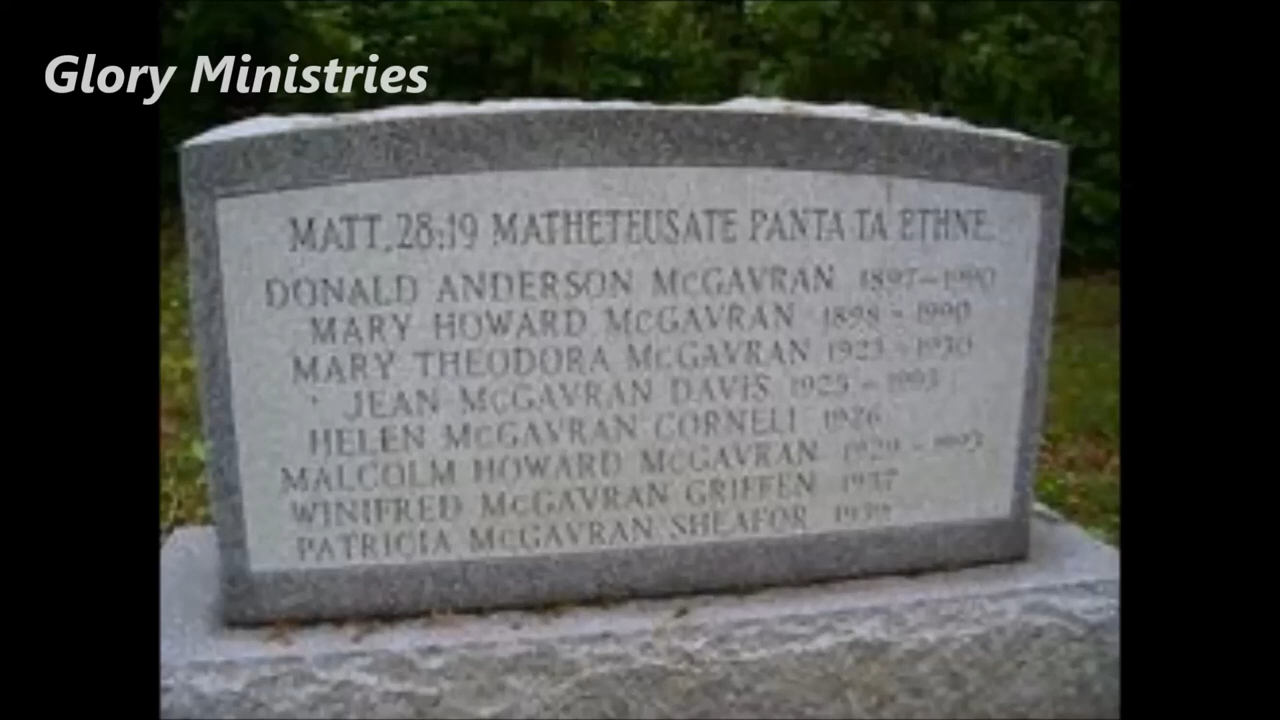 Glory Ministries
MATT. 28:19 MATHETEUSATE PANTA TA ETHNE
DONALD ANDERSON McGAVRAN 1897-1990
MARY HOWARD McGAVRAN 1898 - 1990
MARY THEODORA McGAVRAN 1923 - 1930
JEAN McGAVRAN DAVIS 1925 - 1993
HELEN McGAVRAN CORNELL 1926
MALCOLM HOWARD McGAVRAN
WINIFRED McGAVRAN GRIFFEN 1937
PATRICIA McGAVRAN SHEAFOR